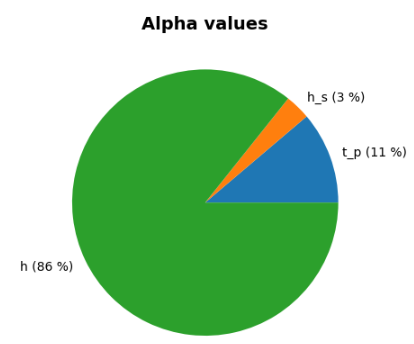 Alpha values
h_s (3 %)
t_p (11 %)
h (86 %)